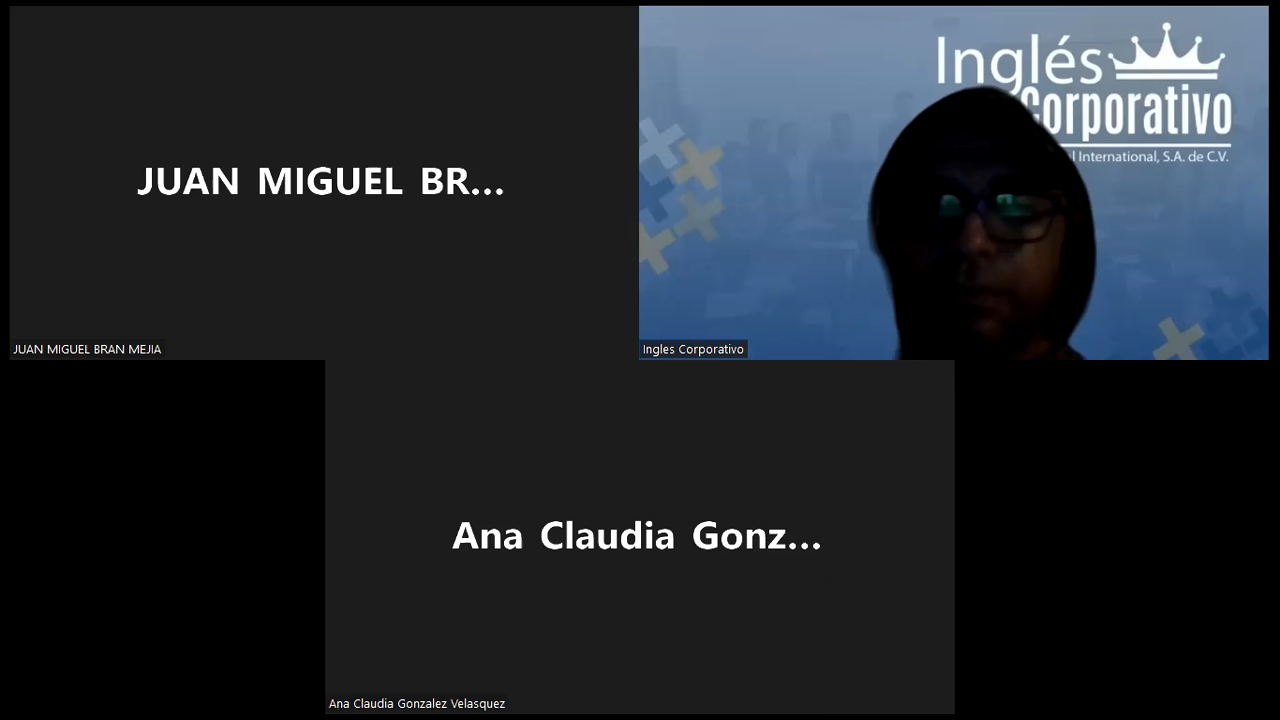 JUAN MIGUEL BR...
JUAN MIGUEL BRAN MEJIA
Inglés
Corporativo
l International, S.A. de C.V.
Ingles Corporativo
Ana Claudia Gonz...
Ana Claudia Gonzalez Velasquez